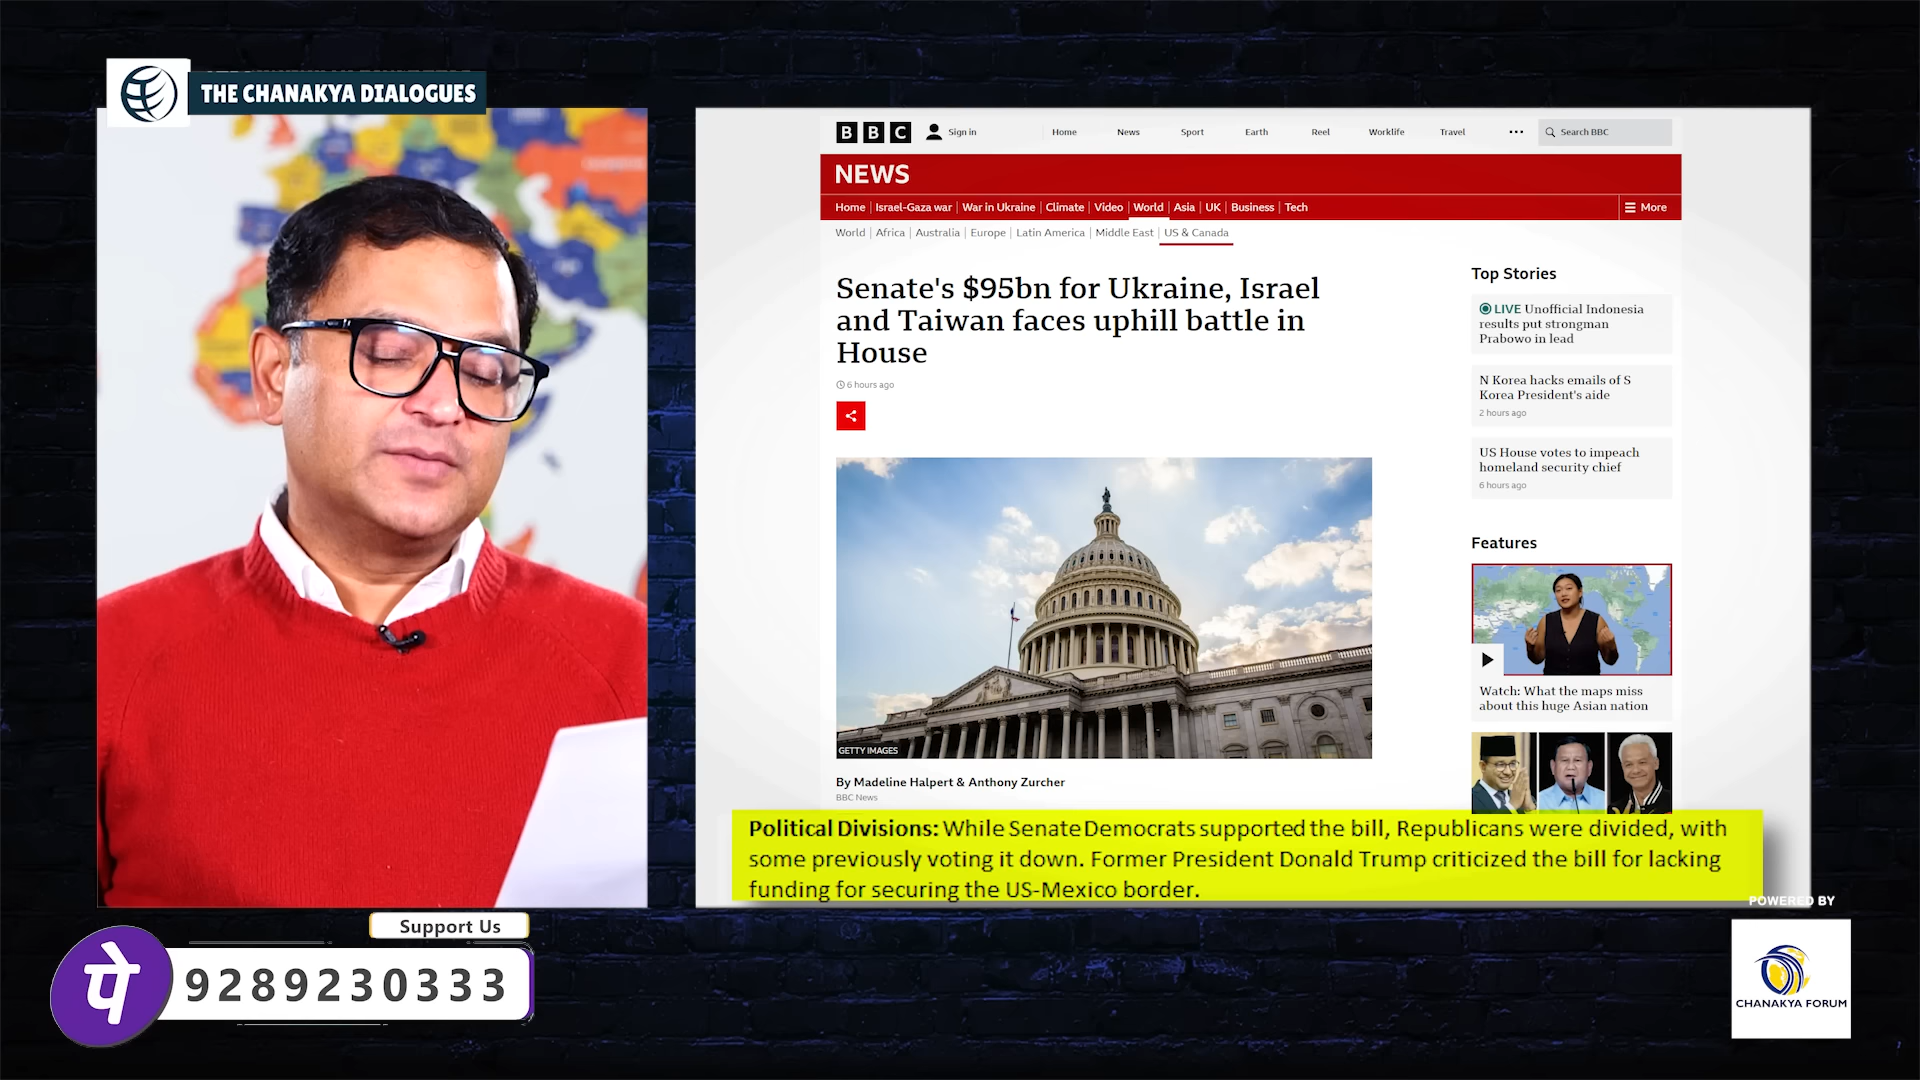 THE CHANAKYA DIALOGUES
BBC
Sign in
Home
News
Sport
Earth
Reel
Worklife
Travel
Search BBC
NEWS
Home
Israel-Gaza war
War in Ukraine
Climate
Video
World
Asia
UK
Business
Tech
More
World
Africa
Australia
Europe
Latin America
Middle East
US & Canada
Senate's $95bn for Ukraine, Israel
and Taiwan faces uphill battle in
House
6 hours ago
GETTY IMAGES
By Madeline Halpert & Anthony Zurcher
BBC News
Top Stories
LIVE Unofficial Indonesia
results put strongman
Prabowo in lead
N Korea hacks emails of S
Korea President's aide
2 hours ago
US House votes to impeach
homeland security chief
6 hours ago
Features
Watch: What the maps miss
about this huge Asian nation
Political Divisions: While Senate Democrats supported the bill, Republicans were divided, with
some previously voting it down. Former President Donald Trump criticized the bill for lacking
funding for securing the US-Mexico border.
Support Us
पे
9289230333
POWERED BY
CHANAKYA FORUM